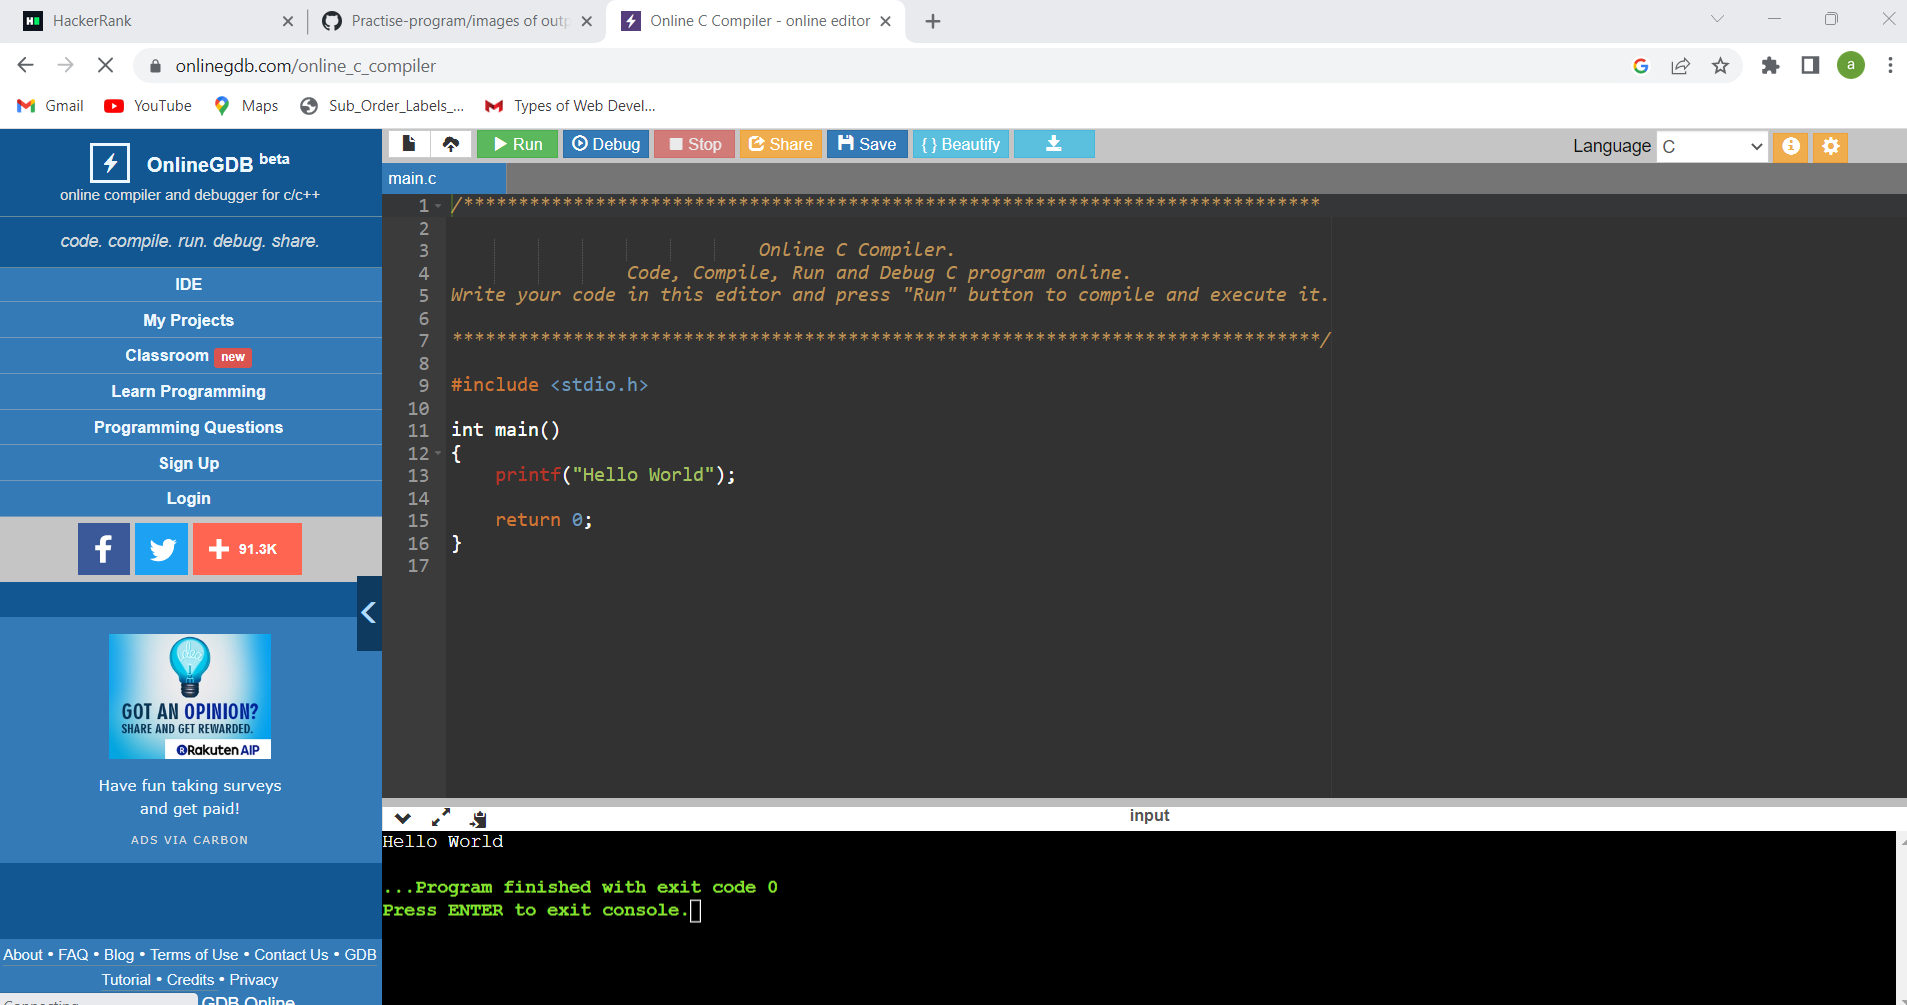 HackerRank
Practise-program/images of outp
Online C Compiler - online editor
onlinegdb.com/online_c_compiler
a
Gmail
YouTube
Maps
Sub_Order_Labels_...
Types of Web Devel...
OnlineGDB beta
online compiler and debugger for c/c++
code. compile. run. debug. share.
IDE
My Projects
Classroom new
Learn Programming
Programming Questions
Sign Up
Login
91.3K
GOT AN OPINION?
SHARE AND GET REWARDED.
Rakuten AIP
Have fun taking surveys
and get paid!
ADS VIA CARBON
About • FAQ • Blog • Terms of Use • Contact Us • GDB
Tutorial • Credits • Privacy
GDB Online
Run Debug Stop Share Save { } Beautify
Language C
main.c
1 /******************************************************************************
2
3 Online C Compiler.
4 Code, Compile, Run and Debug C program online.
5 Write your code in this editor and press "Run" button to compile and execute it.
6
7 *******************************************************************************/
8
9 #include <stdio.h>
10
11 int main()
12 {
13 printf("Hello World");
14
15 return 0;
16 }
17
input
Hello World
...Program finished with exit code 0
Press ENTER to exit console.